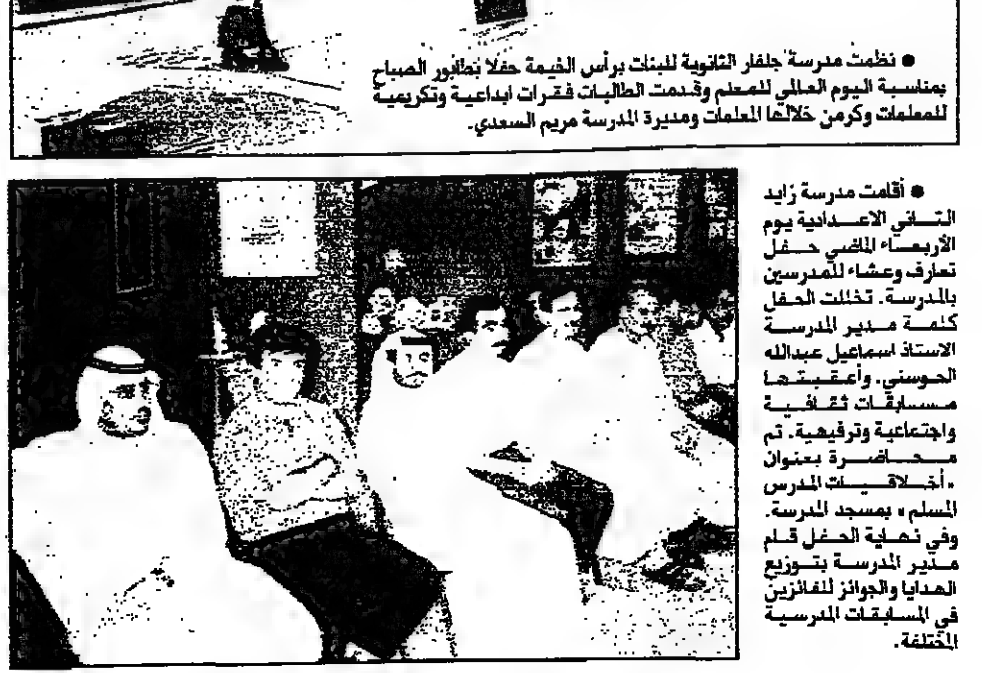 ● نظمت مدرسة جلفار الثانوية للبنات برأس الخيمة حفلا بطابور الصباح
بمناسبة اليوم العالمي للمعلم وقدمت الطالبات فقرات ابداعية وتكريمية
للمعلمات وكرمن خلالها المعلمات ومديرة المدرسة مريم السعدي.
● أقامت مدرسة زايد
الثاني الاعدادية يوم
الأربعاء الماضي حفل
تعارف وعشاء للمدرسين
بالمدرسة. تخللت الحفل
كلمة مدير المدرسة
الاستاذ اسماعيل عبدالله
الحوسني. وأعقبتها
مسابقات ثقافية
واجتماعية وترفيهية. تم
محاضرة بعنوان
«أخلاقيات المدرس
المسلم» بمسجد المدرسة.
وفي نهاية الحفل قام
مدير المدرسة بتوزيع
الهدايا والجوائز للفائزين
في المسابقات المدرسية
المختلفة.